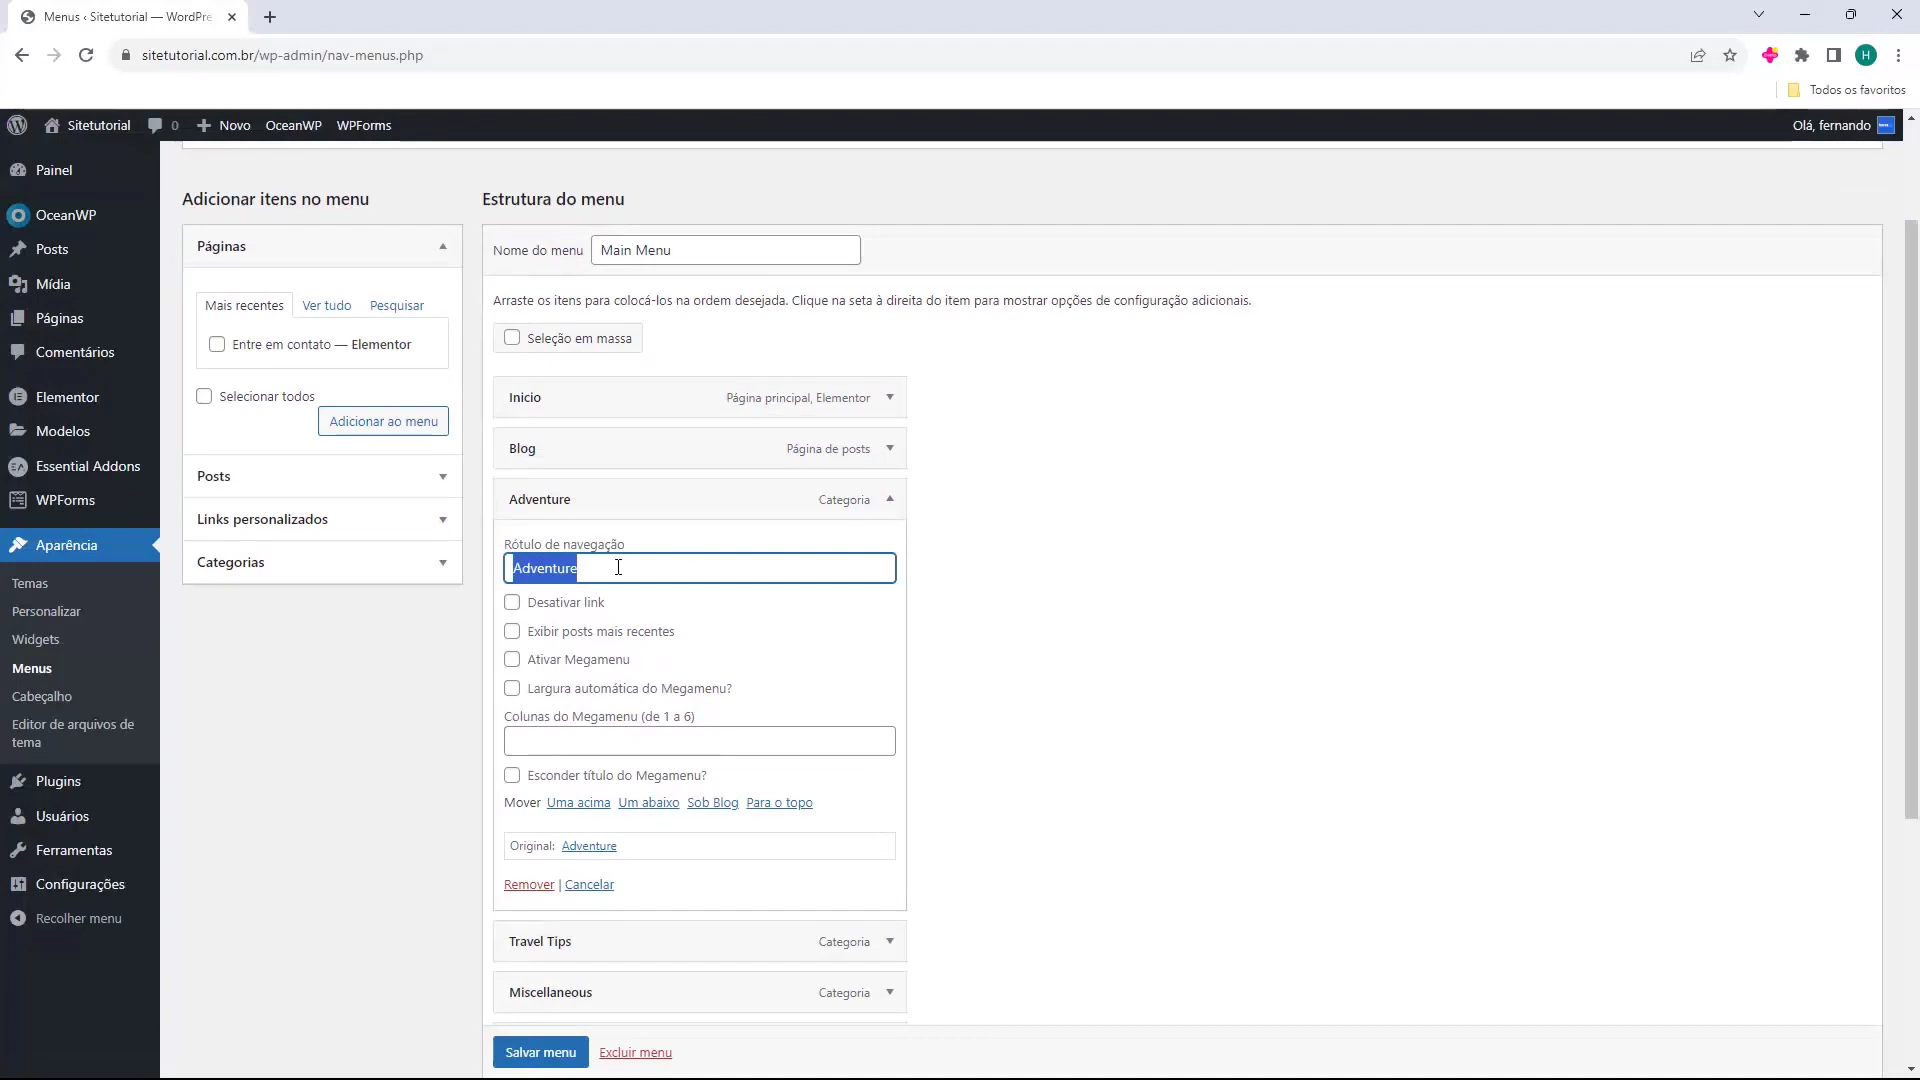 Menus ‹ Sitetutorial — WordPre
sitetutorial.com.br/wp-admin/nav-menus.php
H
Todos os favoritos
Sitetutorial
0
Novo
OceanWP
WPForms
Olá, fernando
Painel
OceanWP
Posts
Mídia
Páginas
Comentários
Elementor
Modelos
Essential Addons
WPForms
Aparência
Temas
Personalizar
Widgets
Menus
Cabeçalho
Editor de arquivos de
tema
Plugins
Usuários
Ferramentas
Configurações
Recolher menu
Adicionar itens no menu
Páginas
Mais recentes
Ver tudo
Pesquisar
Entre em contato — Elementor
Selecionar todos
Adicionar ao menu
Posts
Links personalizados
Categorias
Estrutura do menu
Nome do menu
Main Menu
Arraste os itens para colocá-los na ordem desejada. Clique na seta à direita do item para mostrar opções de configuração adicionais.
Seleção em massa
Inicio
Página principal, Elementor
Blog
Página de posts
Adventure
Categoria
Rótulo de navegação
Adventure
Desativar link
Exibir posts mais recentes
Ativar Megamenu
Largura automática do Megamenu?
Colunas do Megamenu (de 1 a 6)
Esconder título do Megamenu?
Mover Uma acima Um abaixo Sob Blog Para o topo
Original: Adventure
Remover | Cancelar
Travel Tips
Categoria
Miscellaneous
Categoria
Salvar menu
Excluir menu